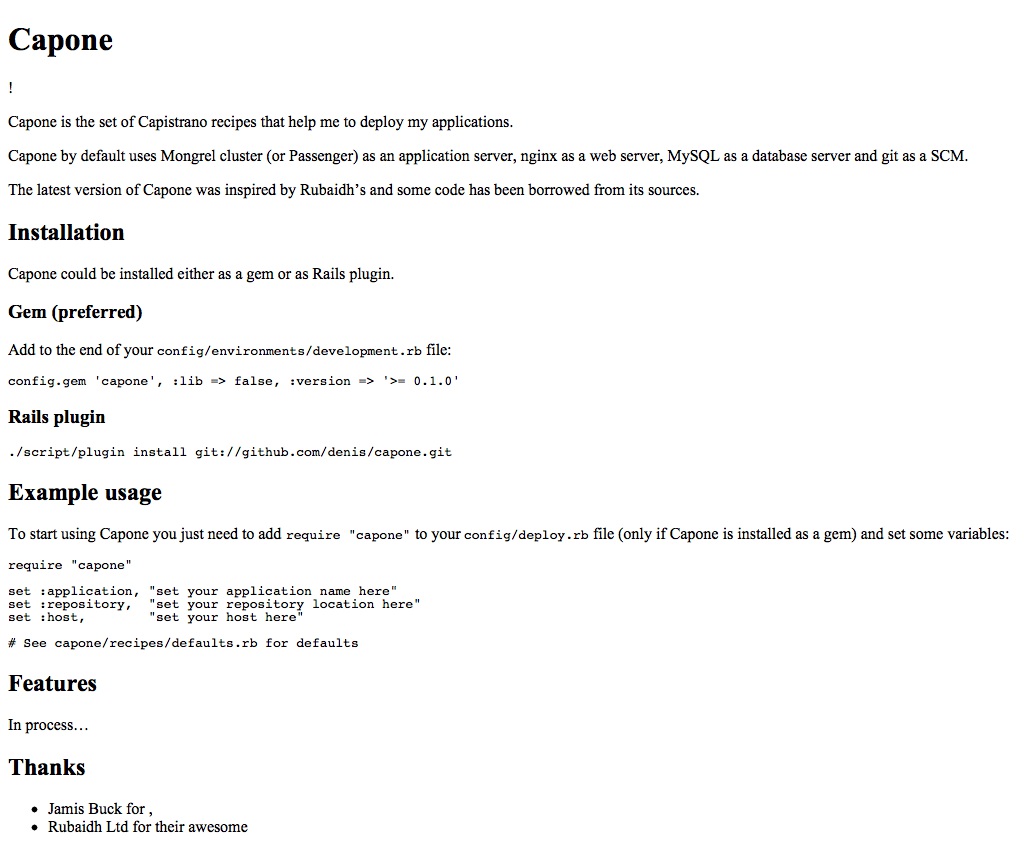 Capone
!
Capone is the set of Capistrano recipes that help me to deploy my applications.
Capone by default uses Mongrel cluster (or Passenger) as an application server, nginx as a web server, MySQL as a database server and git as a SCM.
The latest version of Capone was inspired by Rubaidh’s and some code has been borrowed from its sources.
Installation
Capone could be installed either as a gem or as Rails plugin.
Gem (preferred)
Add to the end of your config/environments/development.rb file:
config.gem 'capone', :lib => false, :version => '>= 0.1.0'
Rails plugin
./script/plugin install git://github.com/denis/capone.git
Example usage
To start using Capone you just need to add require "capone" to your config/deploy.rb file (only if Capone is installed as a gem) and set some variables:
require "capone"
set :application, "set your application name here"
set :repository,  "set your repository location here"
set :host,        "set your host here"
# See capone/recipes/defaults.rb for defaults
Features
In process…
Thanks
• Jamis Buck for ,
• Rubaidh Ltd for their awesome